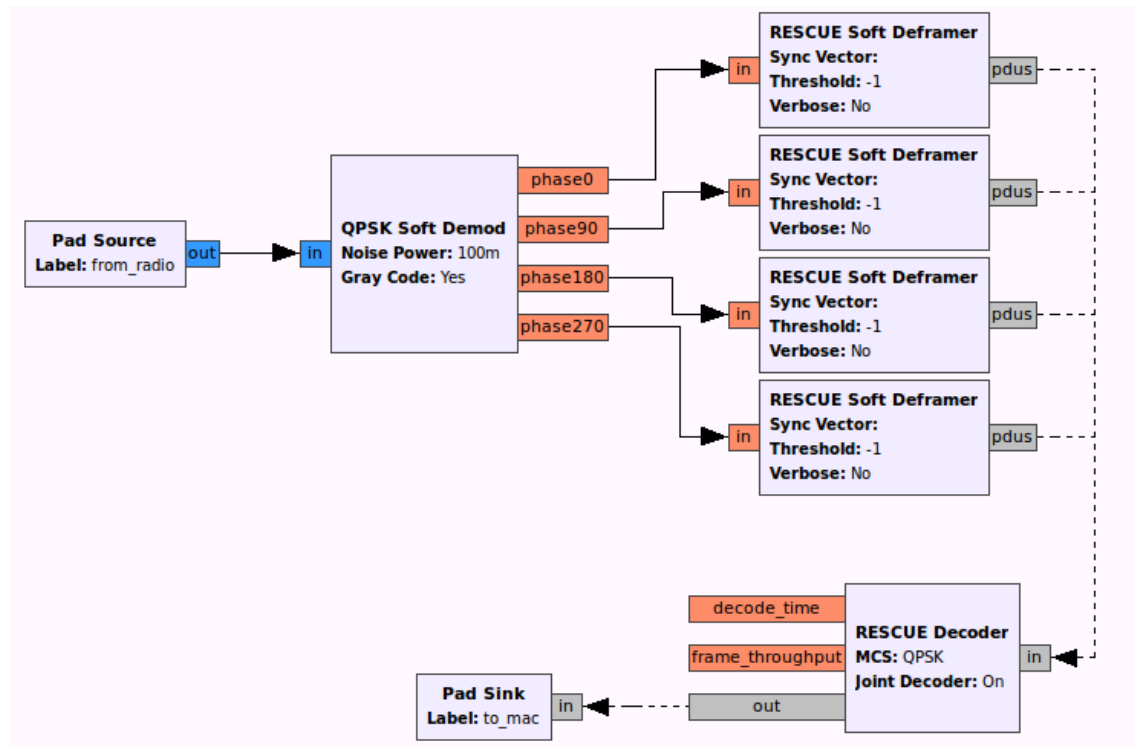 Pad Source
Label: from_radio
out
in
QPSK Soft Demod
Noise Power: 100m
Gray Code: Yes
phase0
phase90
phase180
phase270
in
RESCUE Soft Deframer
Sync Vector:
Threshold: -1
Verbose: No
pdus
in
RESCUE Soft Deframer
Sync Vector:
Threshold: -1
Verbose: No
pdus
in
RESCUE Soft Deframer
Sync Vector:
Threshold: -1
Verbose: No
pdus
in
RESCUE Soft Deframer
Sync Vector:
Threshold: -1
Verbose: No
pdus
decode_time
frame_throughput
out
RESCUE Decoder
MCS: QPSK
Joint Decoder: On
in
Pad Sink
Label: to_mac
in